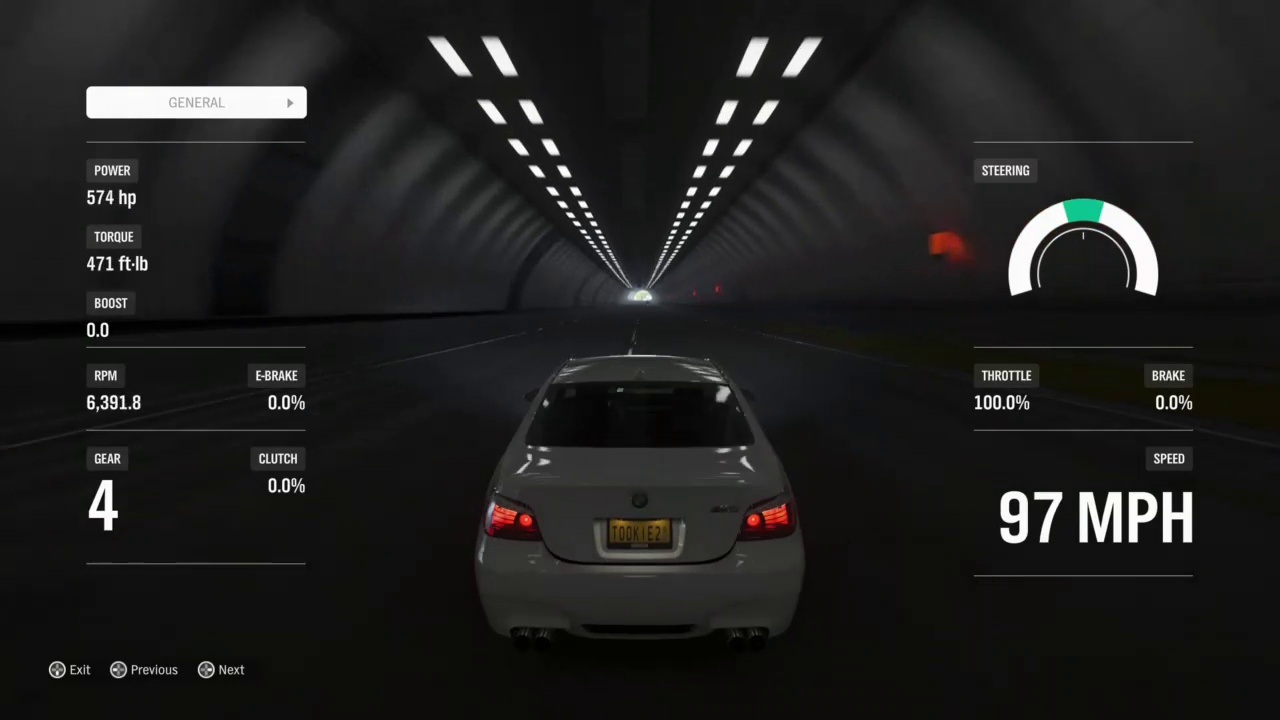 GENERAL
POWER
574 hp
TORQUE
471 ft·lb
BOOST
0.0
RPM
E-BRAKE
6,391.8
0.0%
GEAR
CLUTCH
4
0.0%
STEERING
THROTTLE
BRAKE
100.0%
0.0%
SPEED
97 MPH
TOOKIE2
Exit
Previous
Next